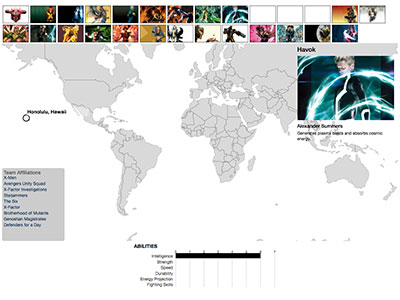 Havok
Honolulu, Hawaii
Alexander Summers
Generates plasma blasts and absorbs cosmic
energy.
Team Affiliations
X-Men
Avengers Unity Squad
X-Factor Investigations
Starjammers
The Six
X-Factor
Brotherhood of Mutants
Genoshan Magistrates
Defenders for a Day
ABILITIES
Intelligence
Strength
Speed
Durability
Energy Projection
Fighting Skills